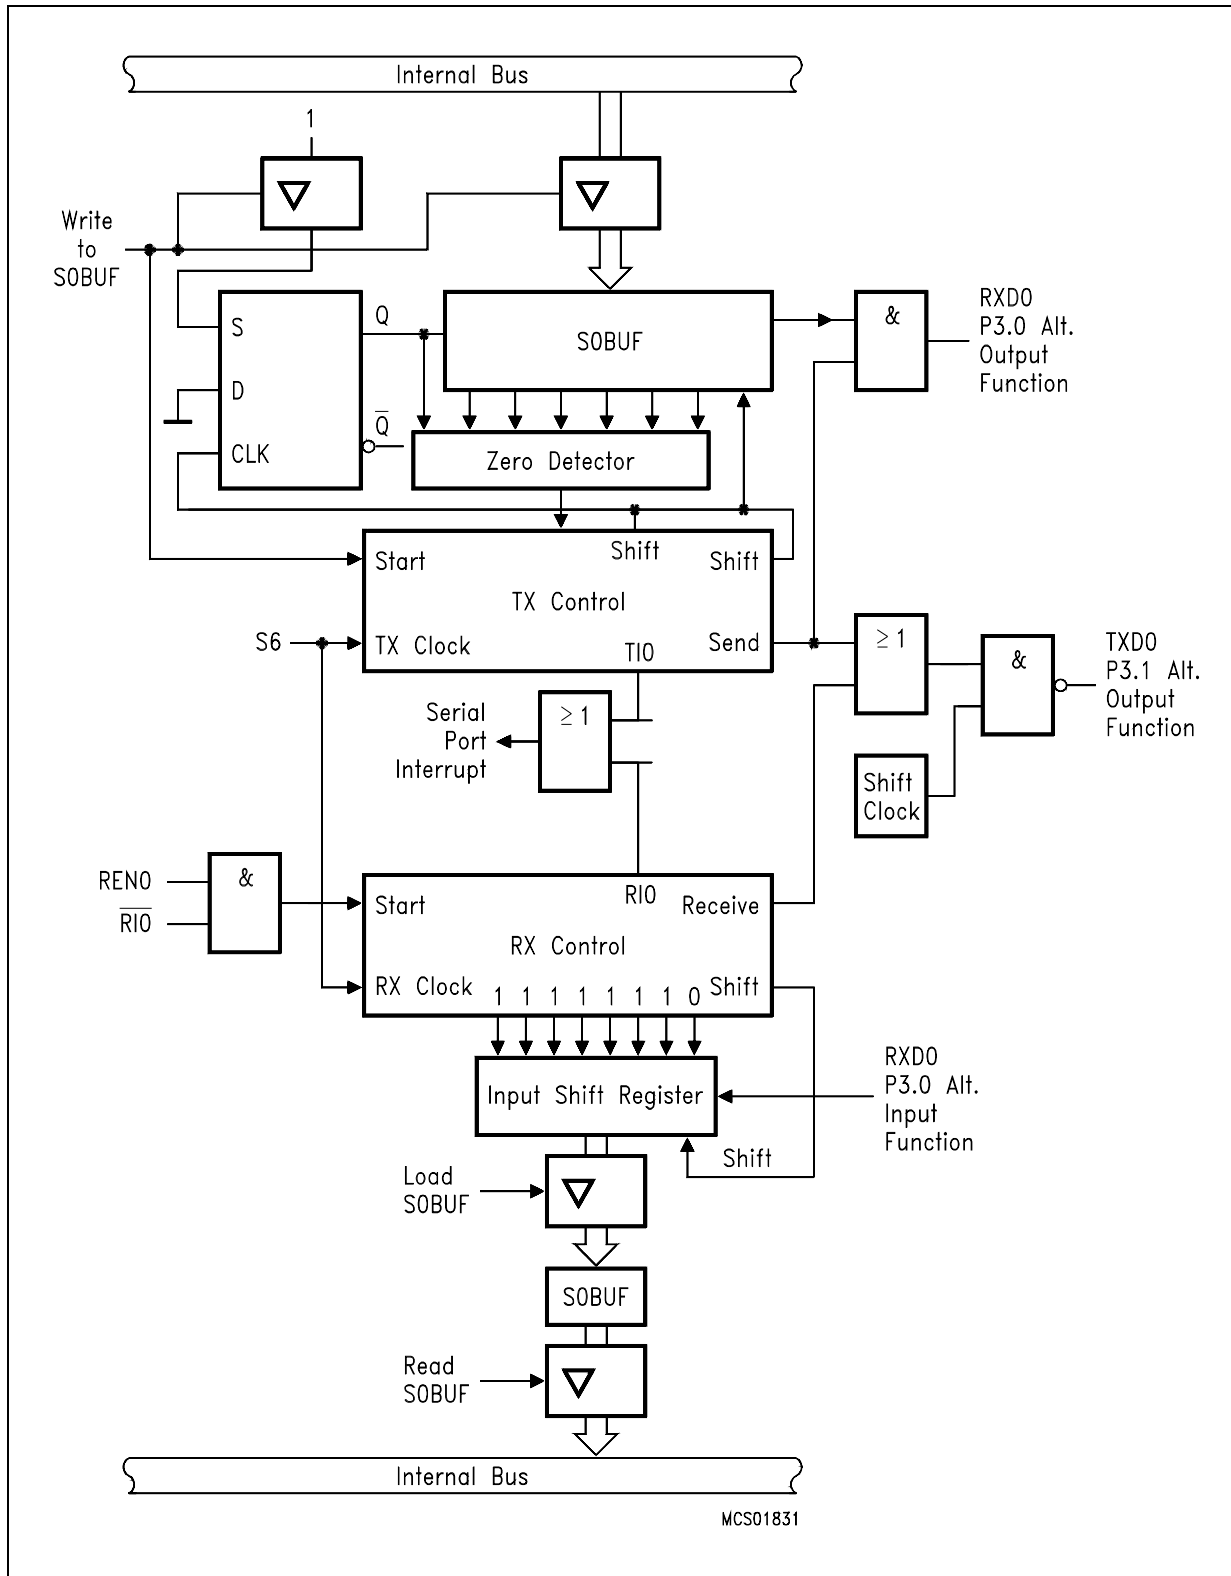 Internal Bus
1
Write
to
S0BUF
S
D
CLK
Q
Q̅
S0BUF
&
RXD0
P3.0 Alt.
Output
Function
Zero Detector
Start
Shift
Shift
TX Control
S6
TX Clock
TI0
Send
≥ 1
&
TXD0
P3.1 Alt.
Output
Function
Serial
Port
Interrupt
≥ 1
Shift
Clock
REN0
R̅I̅0̅
&
Start
RI0
Receive
RX Control
RX Clock
1 1 1 1 1 1 1 0
Shift
Input Shift Register
RXD0
P3.0 Alt.
Input
Function
Shift
Load
S0BUF
S0BUF
Read
S0BUF
Internal Bus
MCS01831